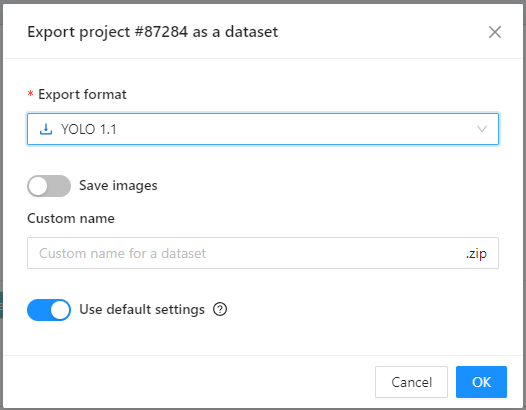 Export project #87284 as a dataset
* Export format
YOLO 1.1
Save images
Custom name
Custom name for a dataset .zip
Use default settings
Cancel OK